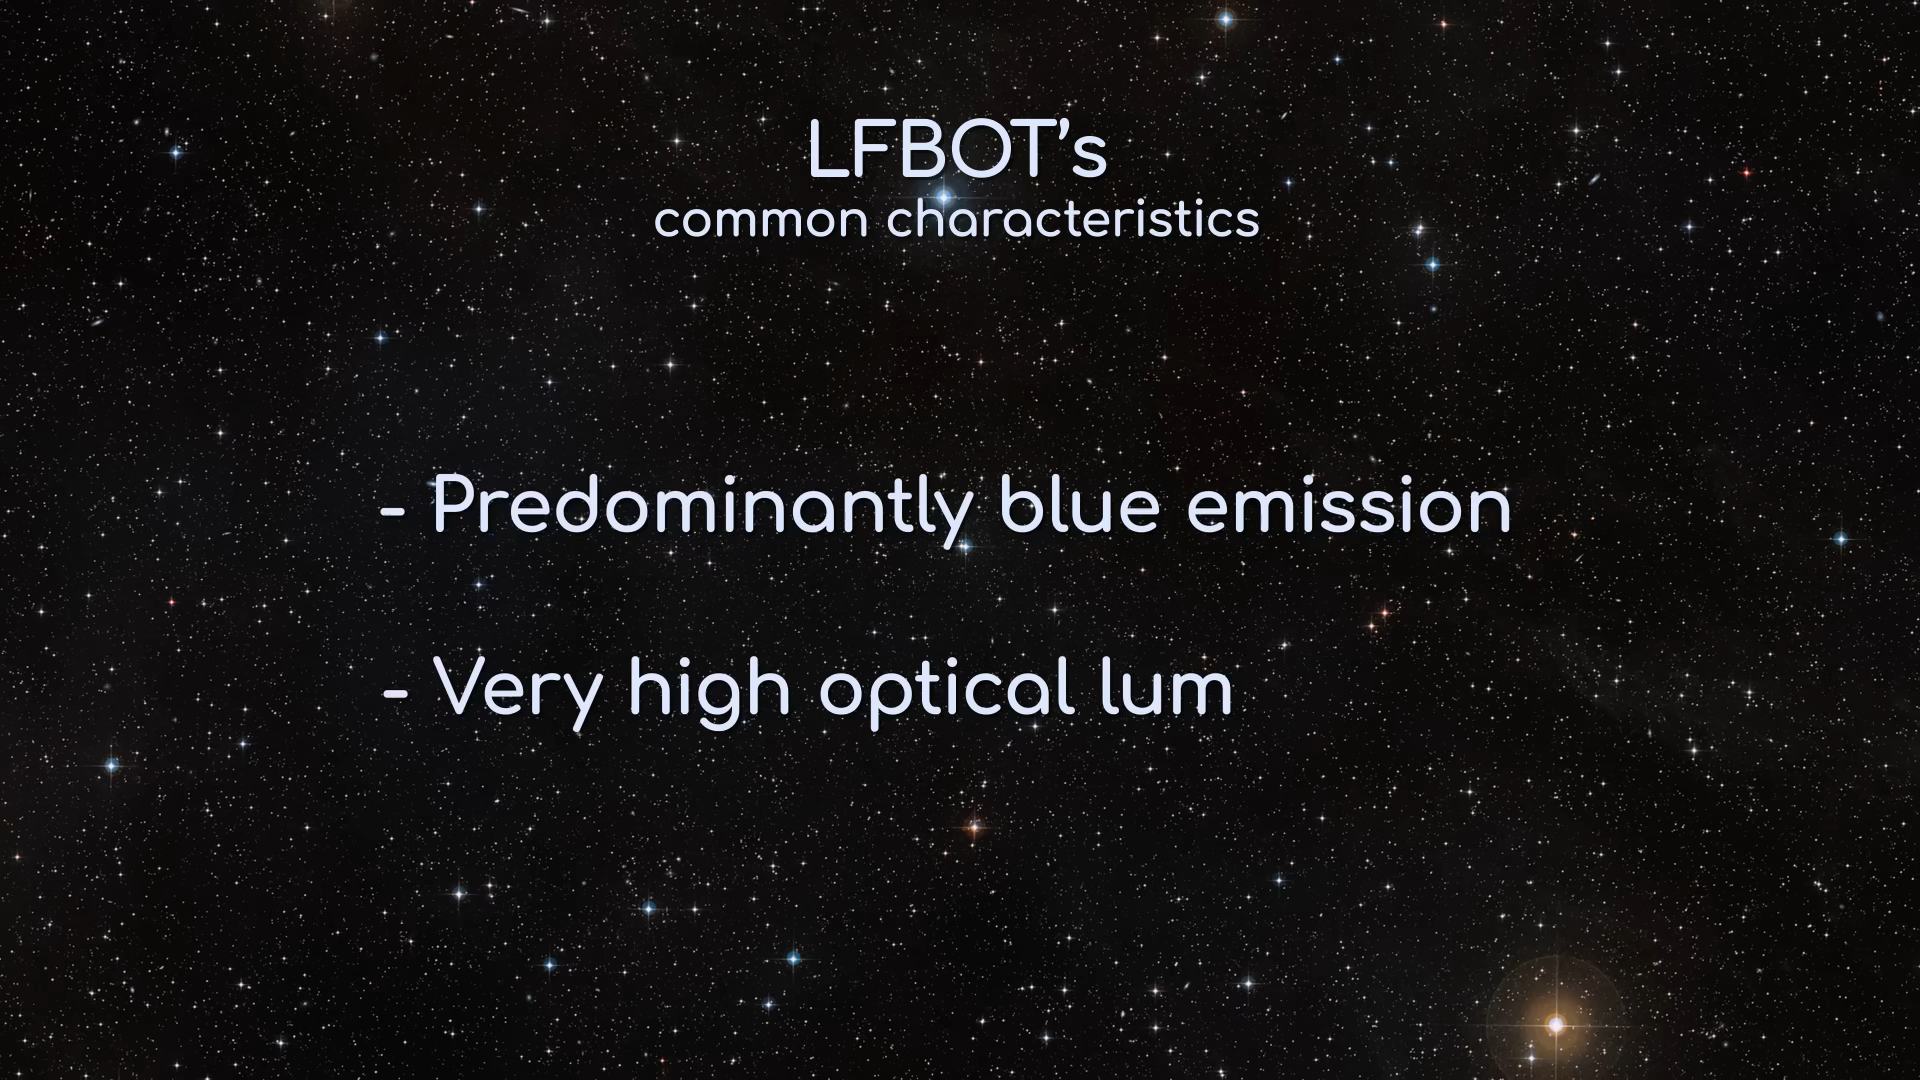 LFBOT’s
common characteristics
- Predominantly blue emission
- Very high optical lum